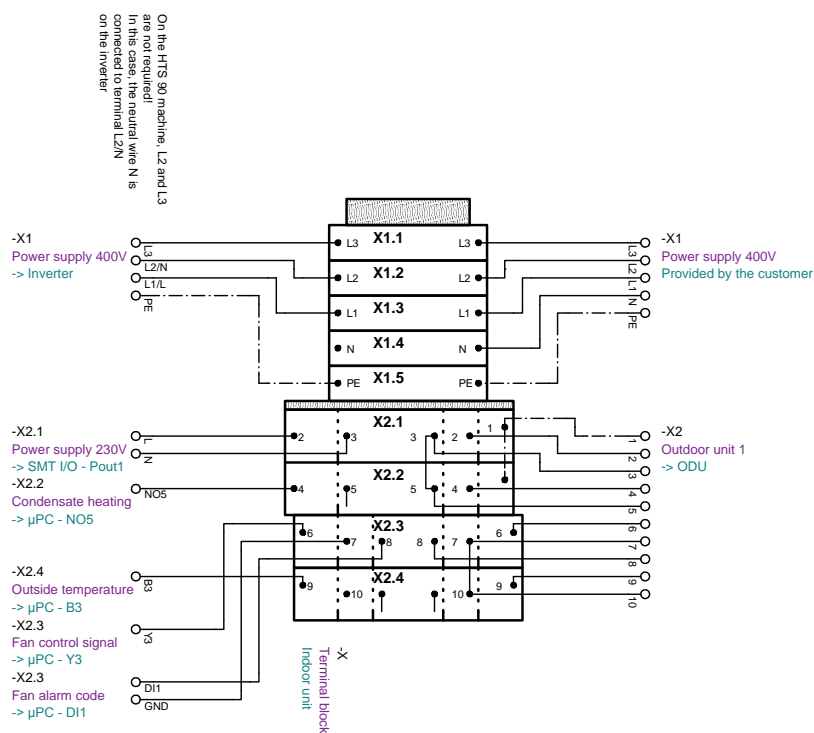 On the HTS 90 machine, L2 and L3
are not required!
In this case, the neutral wire N is
connected to terminal L2/N
on the inverter
-X1
Power supply 400V
-> Inverter
L3
L2/N
L1/L
PE
L3 X1.1 L3
L2 X1.2 L2
L1 X1.3 L1
N X1.4 N
PE X1.5 PE
-X1
Power supply 400V
Provided by the customer
L3
L2
L1
N
PE
-X2.1
Power supply 230V
-> SMT I/O - Pout1
L
N
-X2.2
Condensate heating
-> µPC - NO5
NO5
X2.1
2 3 3 2 1
X2.2
4 5 5 4
X2.3
6 7 8 8 7 6
X2.4
9 10 10 9
-X2
Outdoor unit 1
-> ODU
1
2
3
4
5
6
7
8
9
10
-X2.4
Outside temperature
-> µPC - B3
B3
-X2.3
Fan control signal
-> µPC - Y3
Y3
-X2.3
Fan alarm code
-> µPC - DI1
DI1
GND
-X
Terminal block
Indoor unit